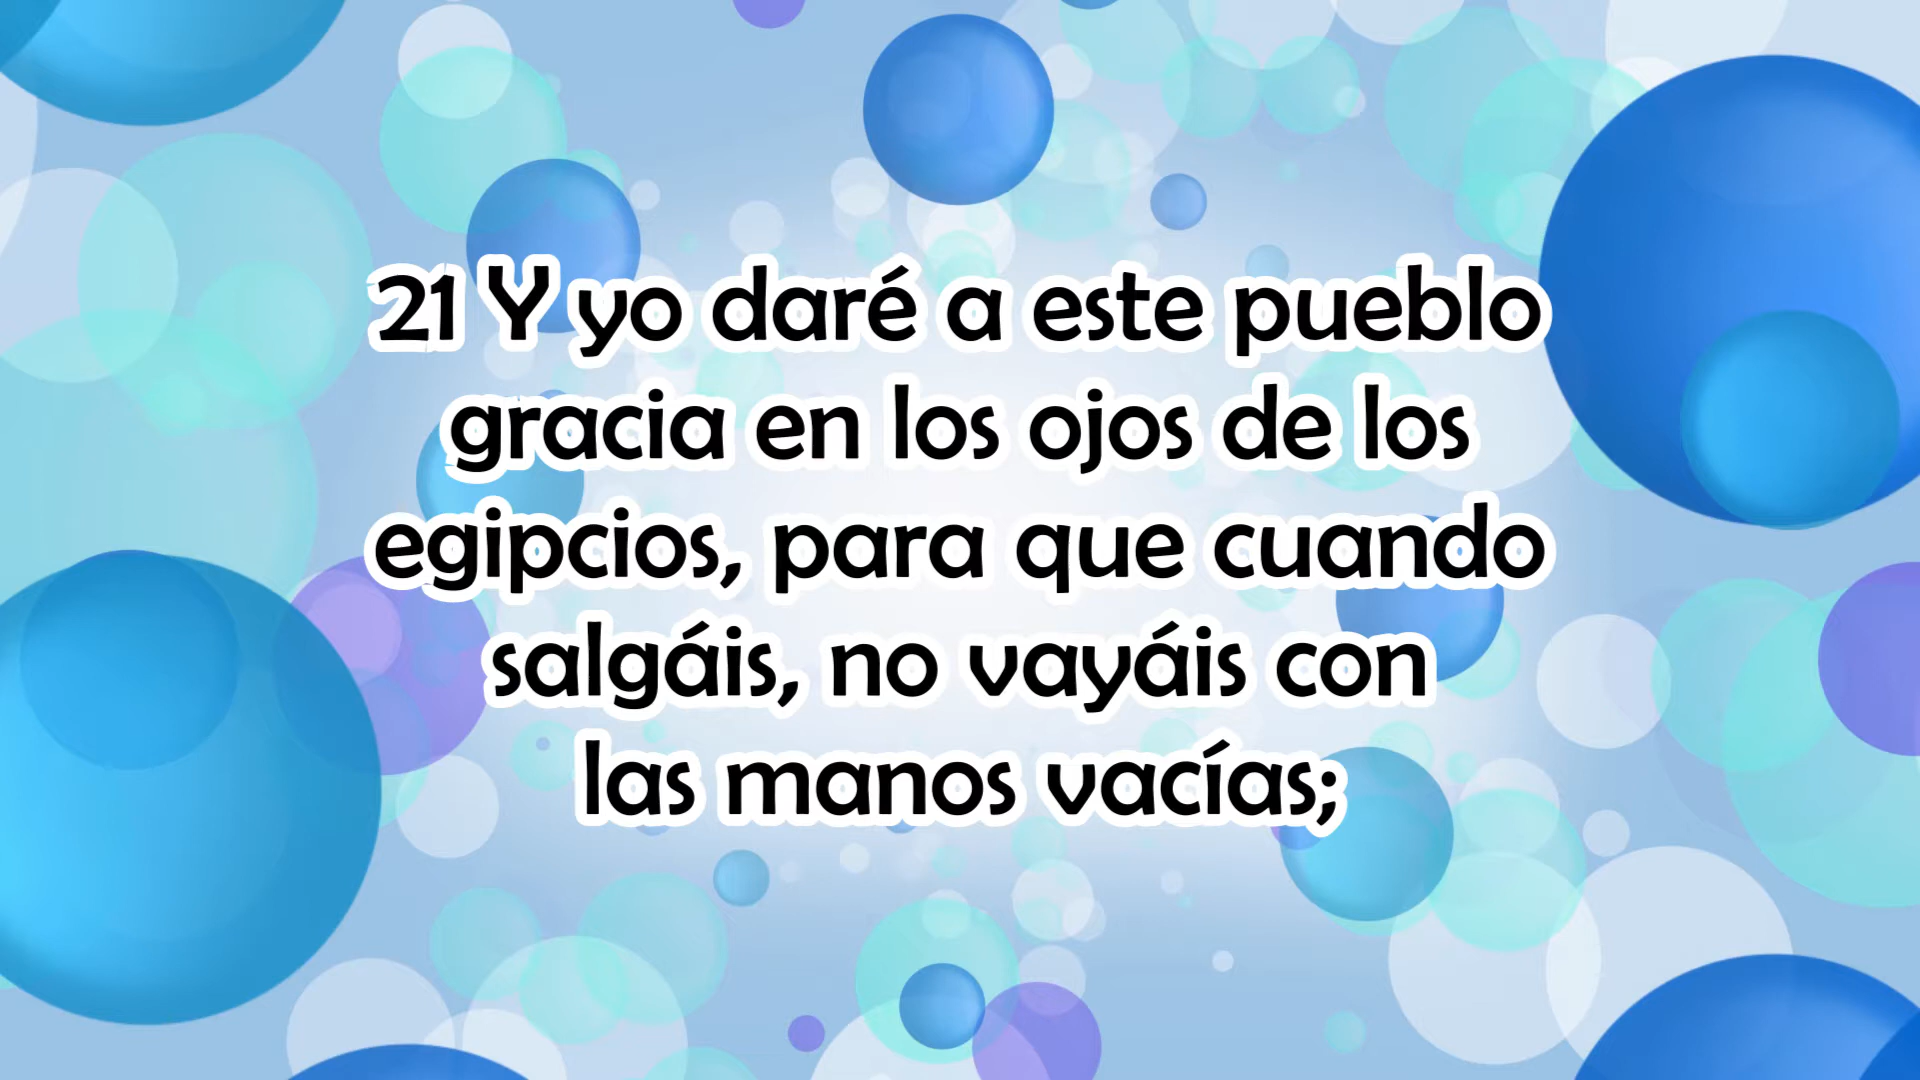 21 Y yo daré a este pueblo
gracia en los ojos de los
egipcios, para que cuando
salgáis, no vayáis con
las manos vacías;